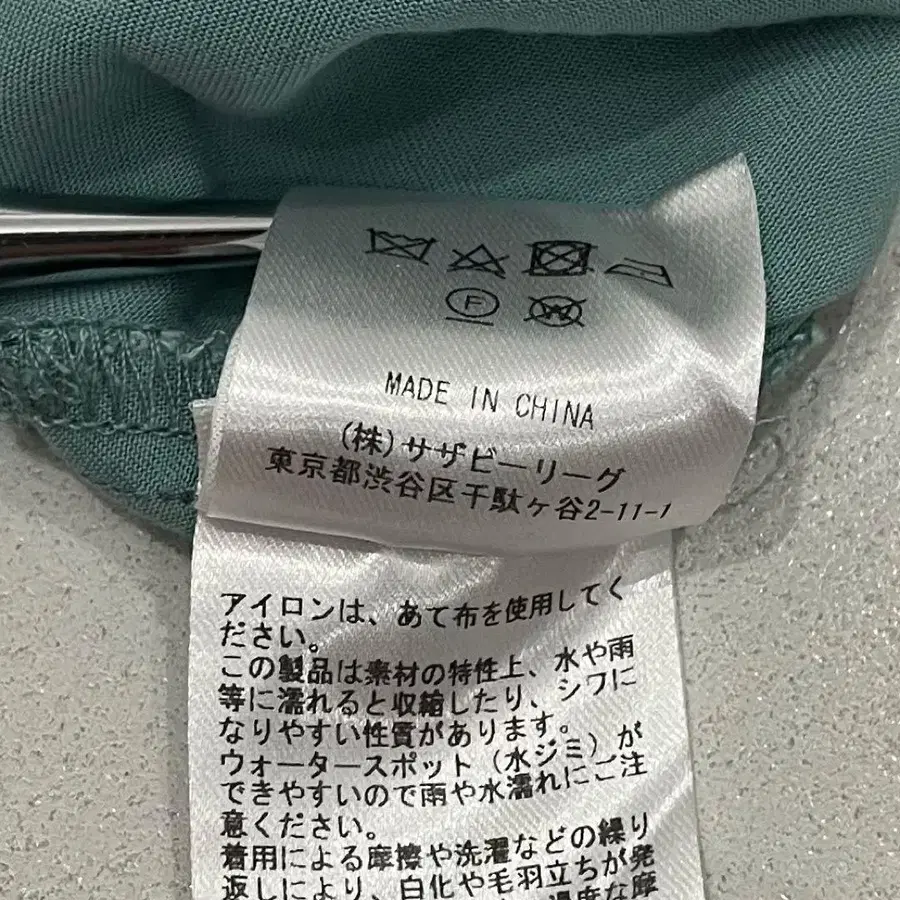 F
W
MADE IN CHINA
(株)サザビーリーグ
東京都渋谷区千駄ヶ谷2-11-1
アイロンは、あて布を使用してく
ださい。
この製品は素材の特性上、水や雨
等に濡れると収縮したり、シワに
なりやすい性質があります。
ウォータースポット（水ジミ）が
できやすいので雨や水濡れにご注
意ください。
着用による摩擦や洗濯などの繰り
返しにより、白化や毛羽立ちが発
過度な摩